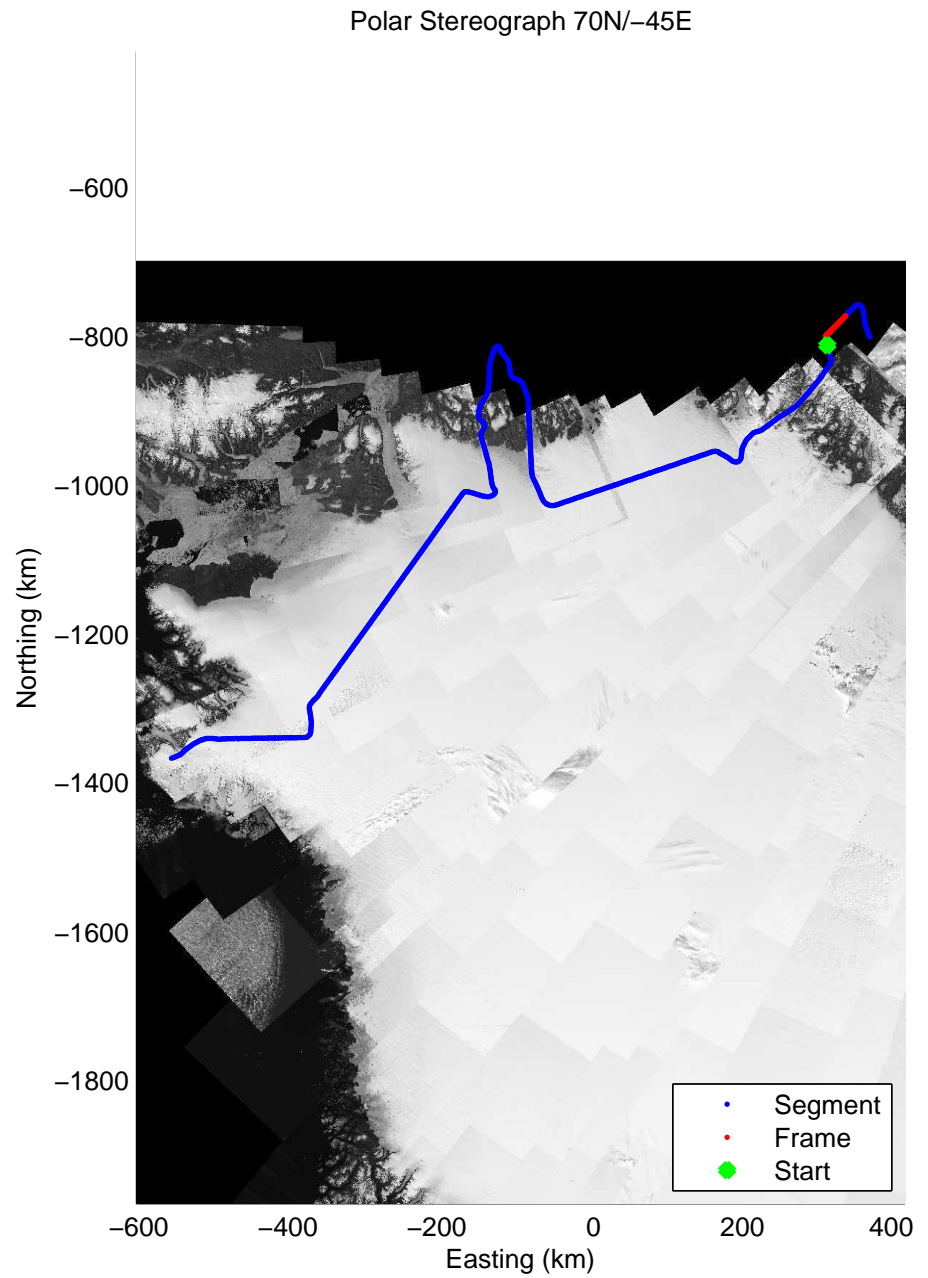 Polar Stereograph 70N/−45E
−600
−800
−1000
−1200
−1400
−1600
−1800
Northing (km)
−600 −400 −200 0 200 400
Easting (km)
Segment
Frame
Start